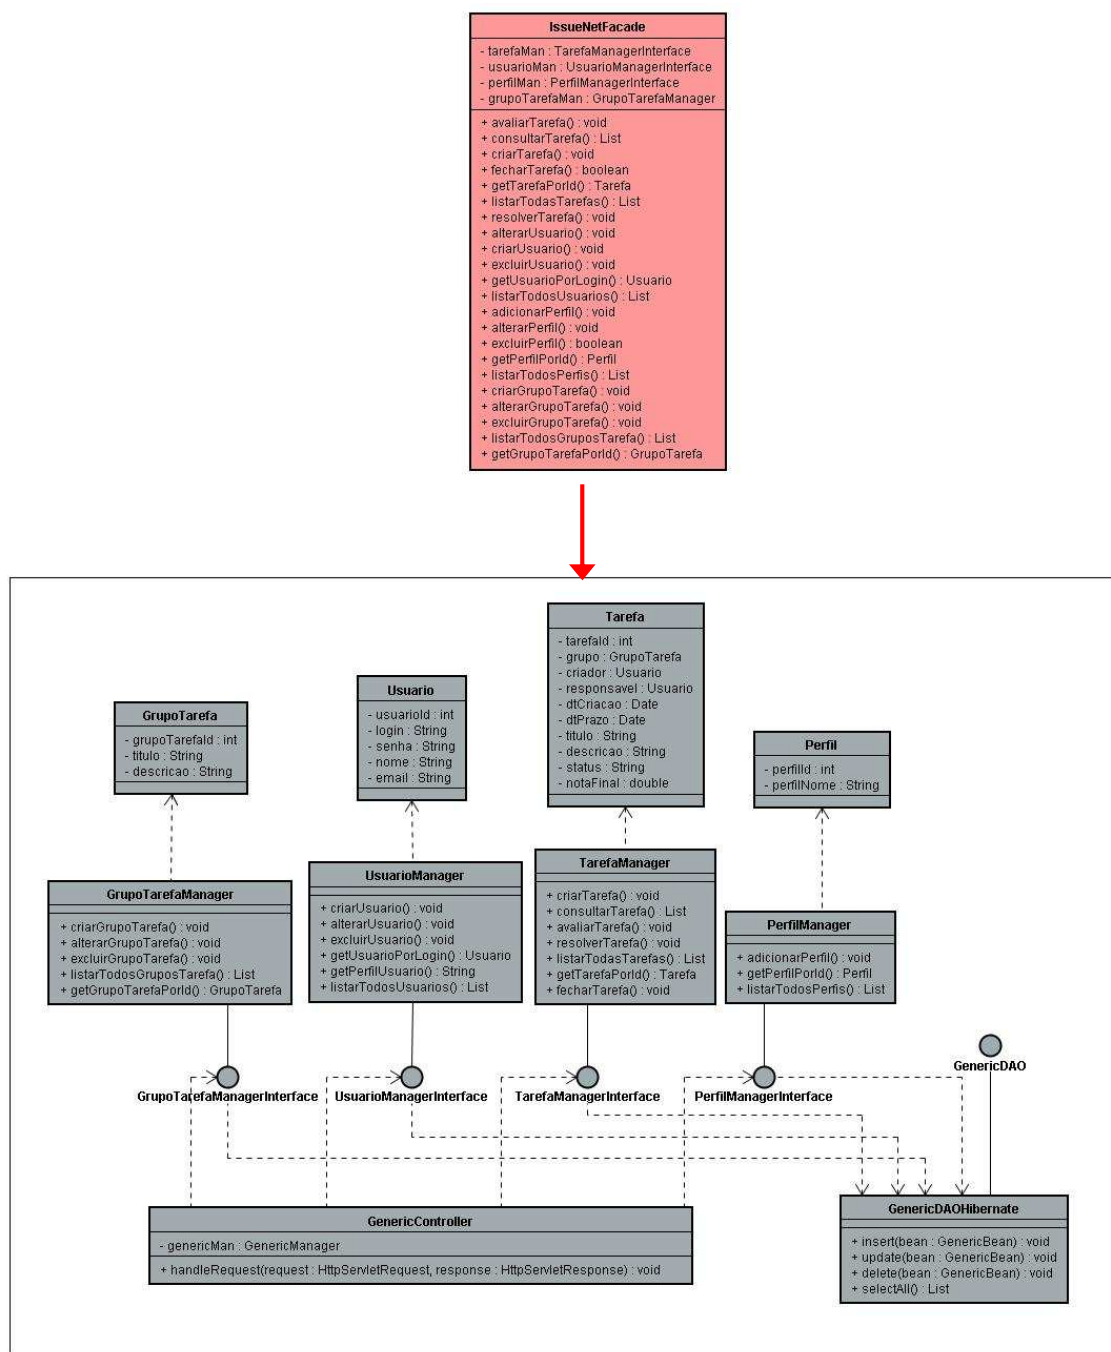 IssueNetFacade
- tarefaMan : TarefaManagerInterface
- usuarioMan : UsuarioManagerInterface
- perfilMan : PerfilManagerInterface
- grupoTarefaMan : GrupoTarefaManager
+ avaliarTarefa() : void
+ consultarTarefa() : List
+ criarTarefa() : void
+ fecharTarefa() : boolean
+ getTarefaPorId() : Tarefa
+ listarTodasTarefas() : List
+ resolverTarefa() : void
+ alterarUsuario() : void
+ criarUsuario() : void
+ excluirUsuario() : void
+ getUsuarioPorLogin() : Usuario
+ listarTodosUsuarios() : List
+ adicionarPerfil() : void
+ alterarPerfil() : void
+ excluirPerfil() : boolean
+ getPerfilPorId() : Perfil
+ listarTodosPerfis() : List
+ criarGrupoTarefa() : void
+ alterarGrupoTarefa() : void
+ excluirGrupoTarefa() : void
+ listarTodosGruposTarefa() : List
+ getGrupoTarefaPorId() : GrupoTarefa
GrupoTarefa
- grupoTarefaId : int
- titulo : String
- descricao : String
Usuario
- usuarioId : int
- login : String
- senha : String
- nome : String
- email : String
Tarefa
- tarefaId : int
- grupo : GrupoTarefa
- criador : Usuario
- responsavel : Usuario
- dtCriacao : Date
- dtPrazo : Date
- titulo : String
- descricao : String
- status : String
- notaFinal : double
Perfil
- perfilId : int
- perfilNome : String
GrupoTarefaManager
+ criarGrupoTarefa() : void
+ alterarGrupoTarefa() : void
+ excluirGrupoTarefa() : void
+ listarTodosGruposTarefa() : List
+ getGrupoTarefaPorId() : GrupoTarefa
UsuarioManager
+ criarUsuario() : void
+ alterarUsuario() : void
+ excluirUsuario() : void
+ getUsuarioPorLogin() : Usuario
+ getPerfilUsuario() : String
+ listarTodosUsuarios() : List
TarefaManager
+ criarTarefa() : void
+ consultarTarefa() : List
+ avaliarTarefa() : void
+ resolverTarefa() : void
+ listarTodasTarefas() : List
+ getTarefaPorId() : Tarefa
+ fecharTarefa() : void
PerfilManager
+ adicionarPerfil() : void
+ getPerfilPorId() : Perfil
+ listarTodosPerfis() : List
GenericDAO
GrupoTarefaManagerInterface
UsuarioManagerInterface
TarefaManagerInterface
PerfilManagerInterface
GenericController
- genericMan : GenericManager
+ handleRequest(request : HttpServletRequest, response : HttpServletResponse) : void
GenericDAOHibernate
+ insert(bean : GenericBean) : void
+ update(bean : GenericBean) : void
+ delete(bean : GenericBean) : void
+ selectAll() : List